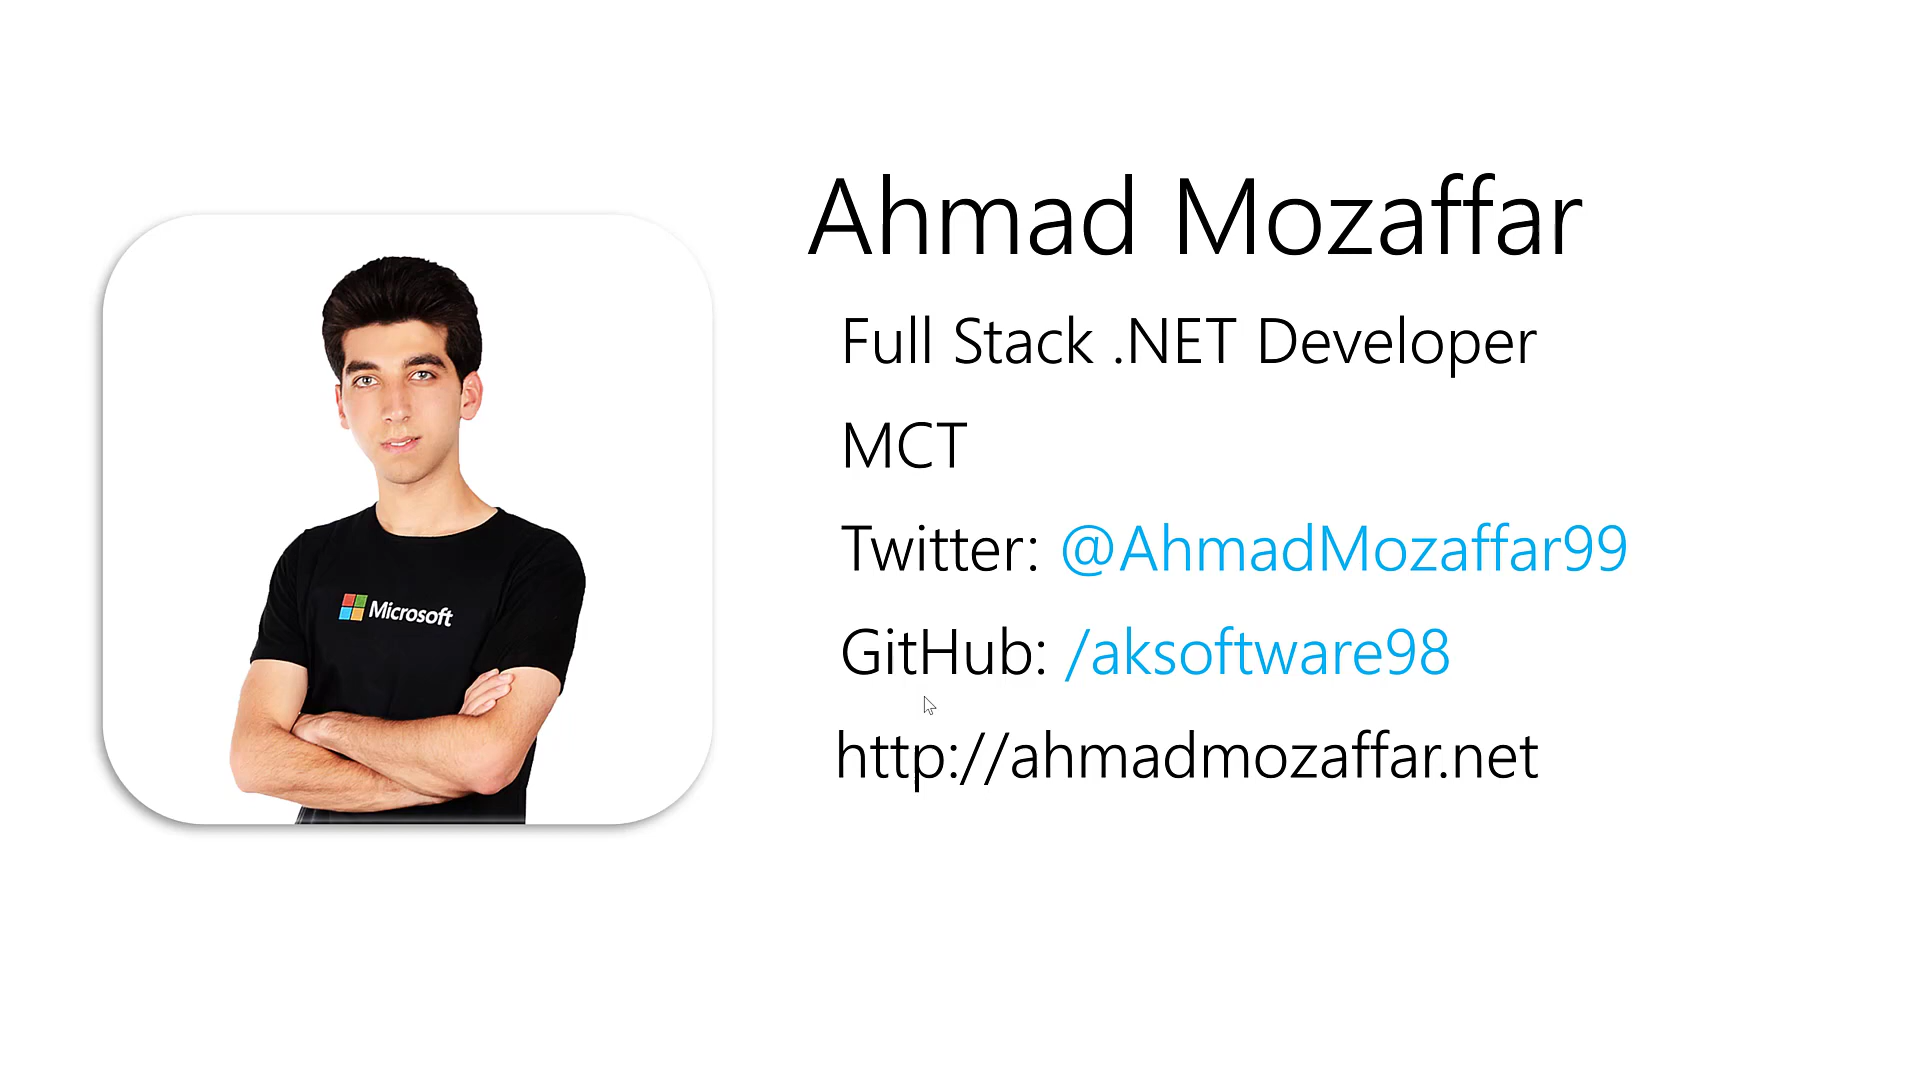 Ahmad Mozaffar
Full Stack .NET Developer
MCT
Twitter: @AhmadMozaffar99
GitHub: /aksoftware98
http://ahmadmozaffar.net
Microsoft